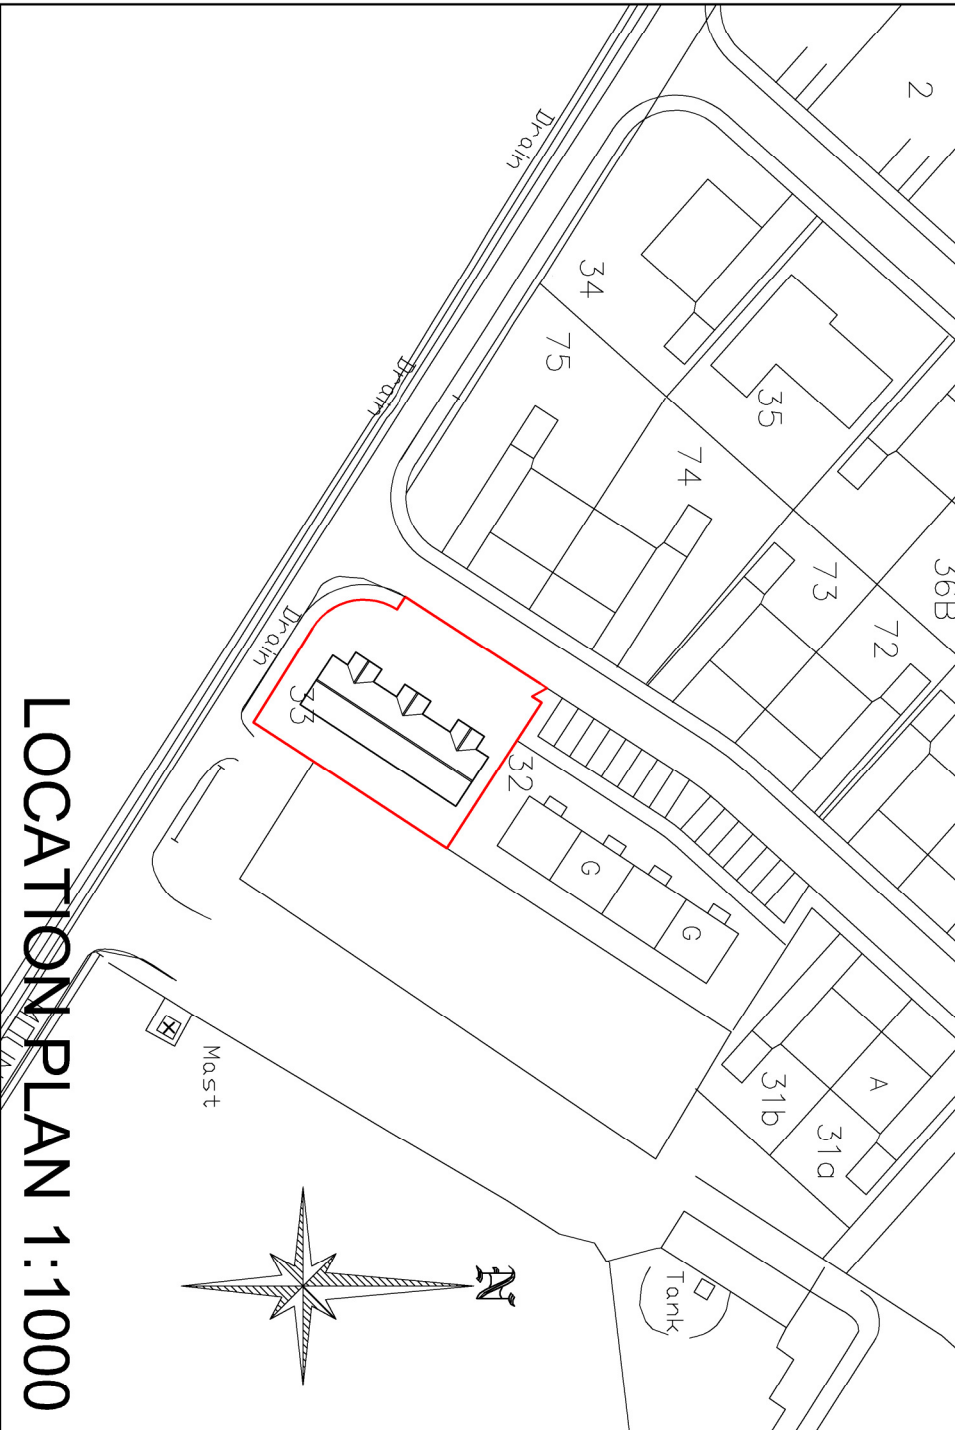 2
Drain
34
75
Drain
35
74
36B
73
72
Drain
33
32
G
G
A
31b
31a
Mast
Tank
N
LOCATION PLAN 1:1000